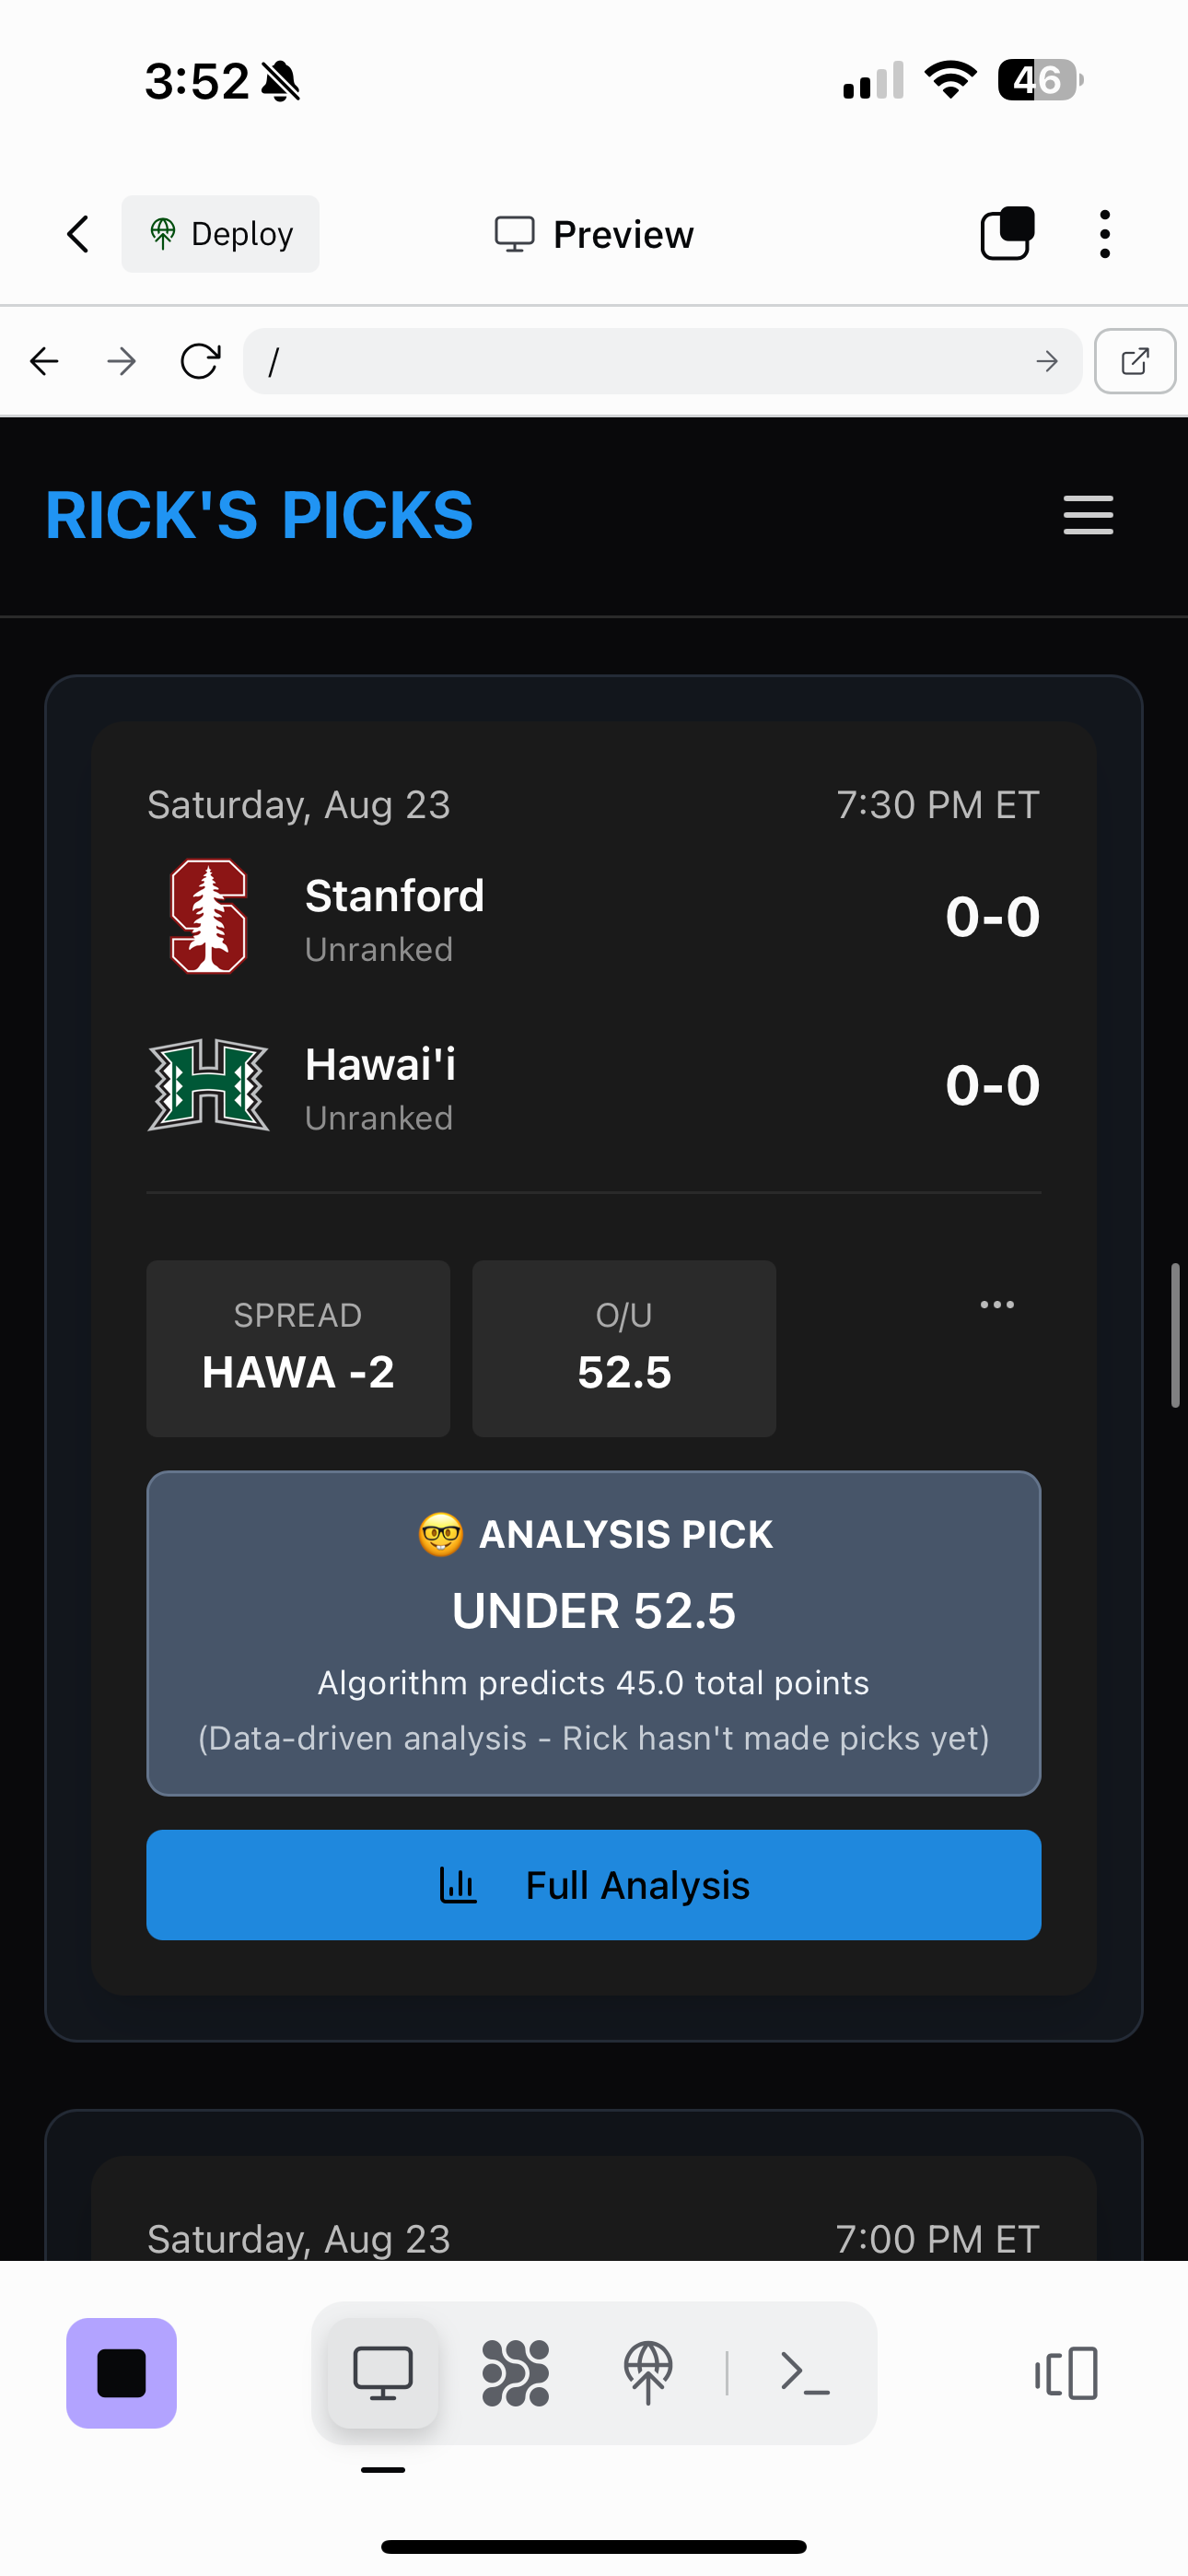 3:52
46
Deploy
Preview
/
RICK'S PICKS
Saturday, Aug 23
7:30 PM ET
Stanford
Unranked
0-0
Hawai'i
Unranked
0-0
SPREAD
HAWA -2
O/U
52.5
ANALYSIS PICK
UNDER 52.5
Algorithm predicts 45.0 total points
(Data-driven analysis - Rick hasn't made picks yet)
Full Analysis
Saturday, Aug 23
7:00 PM ET